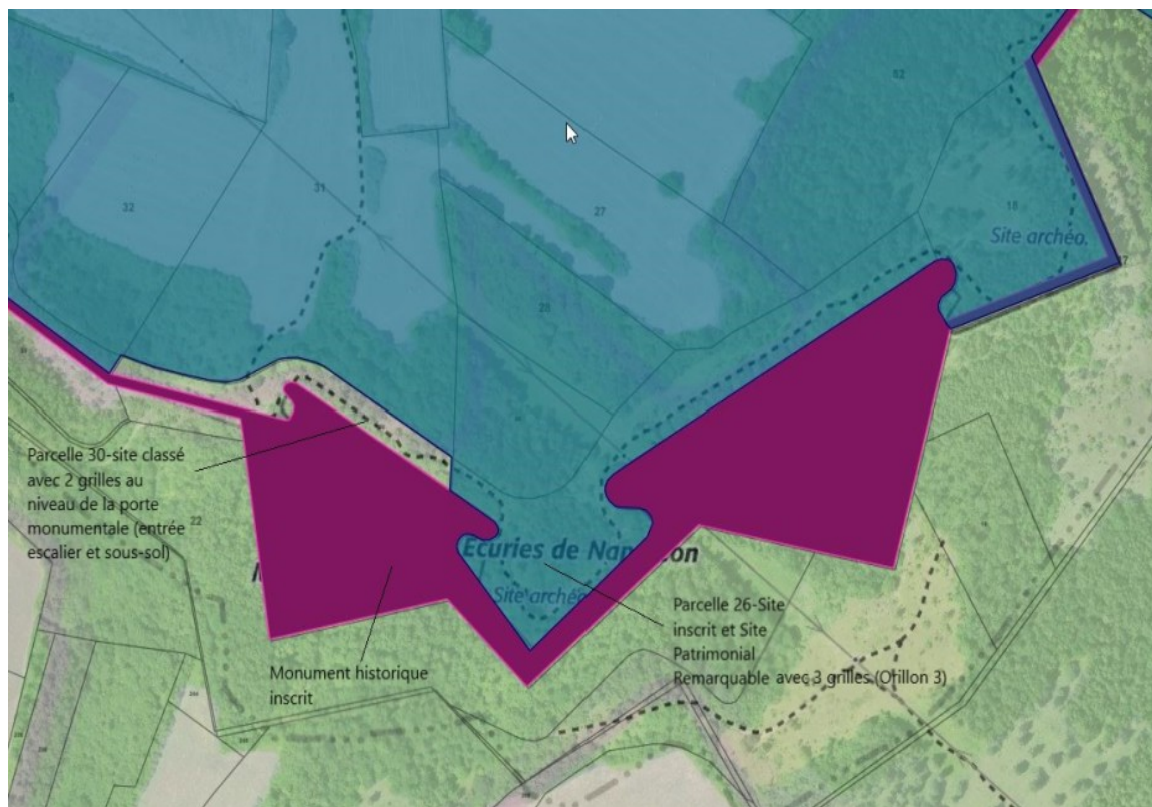 02
31
32
27
18
Site archéo.
28
Parcelle 30-site classé
avec 2 grilles au
niveau de la porte
monumentale (entrée
escalier et sous-sol)
22
Ecuries de Nap on
Site archéo
Parcelle 26-Site
inscrit et Site
Patrimonial
Remarquable avec 3 grilles (Orillon 3)
Monument historique
inscrit